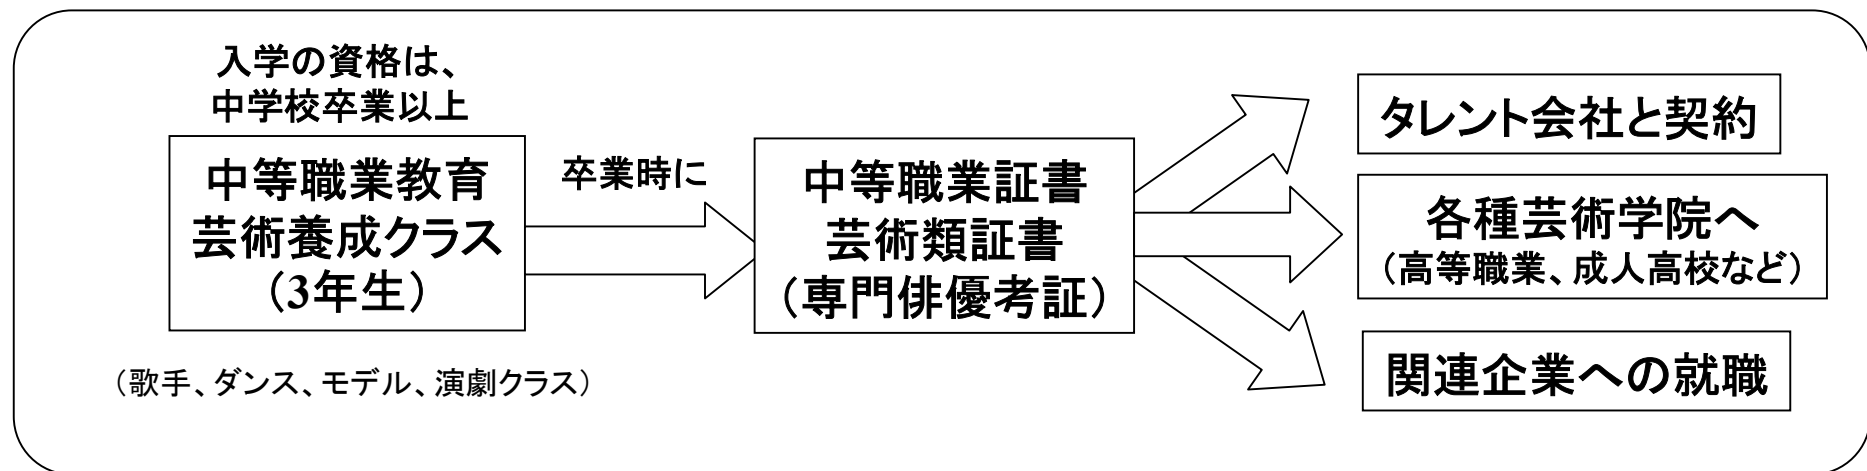 入学の資格は、
中学校卒業以上
中等職業教育
芸術養成クラス
（3年生）
（歌手、ダンス、モデル、演劇クラス）
卒業時に
中等職業証書
芸術類証書
（専門俳優考証）
タレント会社と契約
各種芸術学院へ
（高等職業、成人高校など）
関連企業への就職